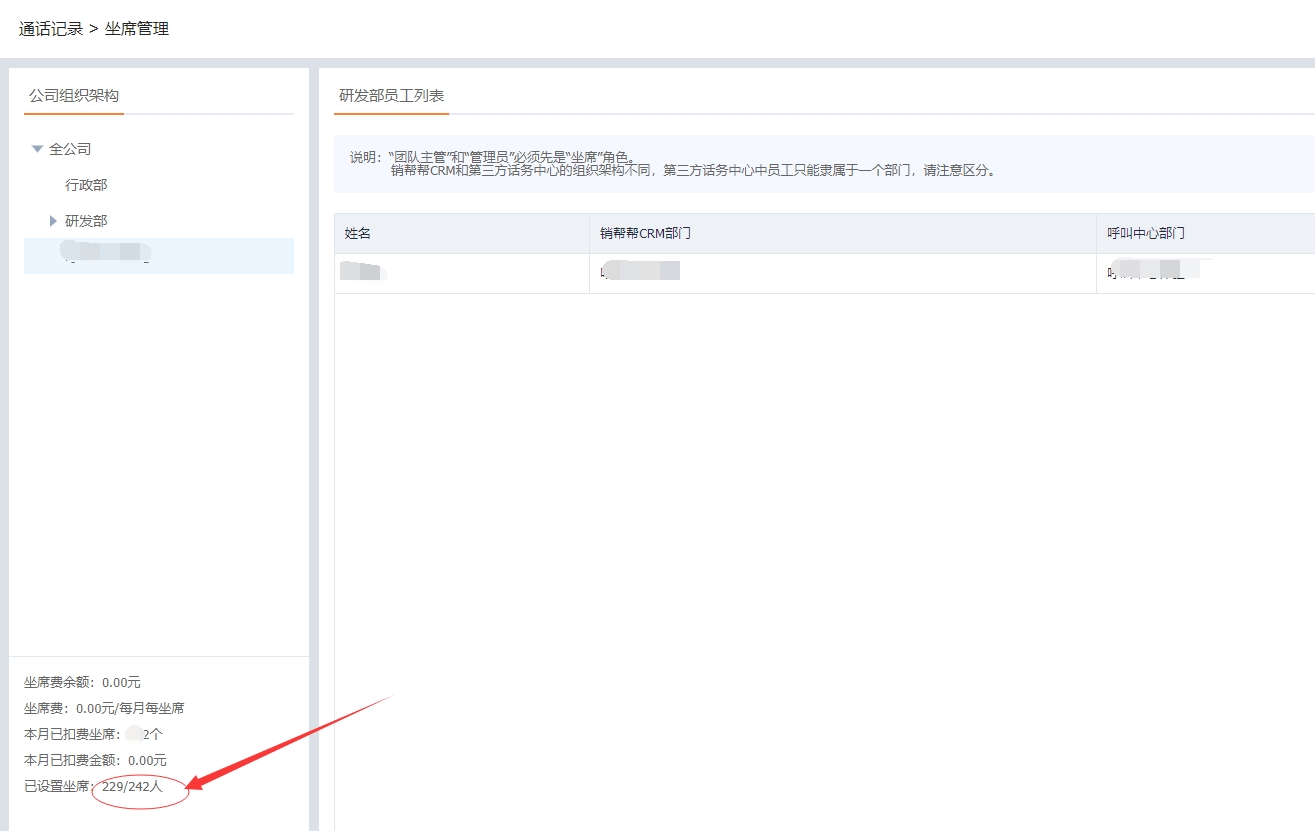 通话记录 > 坐席管理
公司组织架构
全公司
行政部
研发部
坐席费余额：0.00元
坐席费：0.00元/每月每坐席
本月已扣费坐席：2个
本月已扣费金额：0.00元
已设置坐席：229/242人
研发部员工列表
说明：“团队主管”和“管理员”必须先是“坐席”角色。
销帮帮CRM和第三方话务中心的组织架构不同，第三方话务中心中员工只能隶属于一个部门，请注意区分。
姓名 销帮帮CRM部门 呼叫中心部门